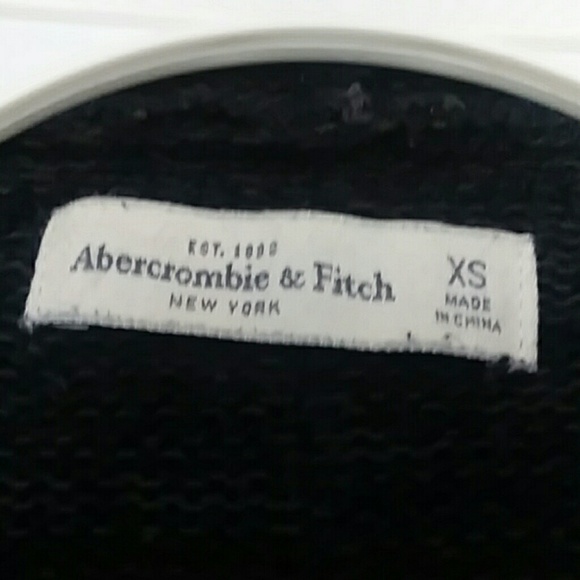 EST. 1892
Abercrombie & Fitch
NEW YORK
XS
MADE
IN CHINA